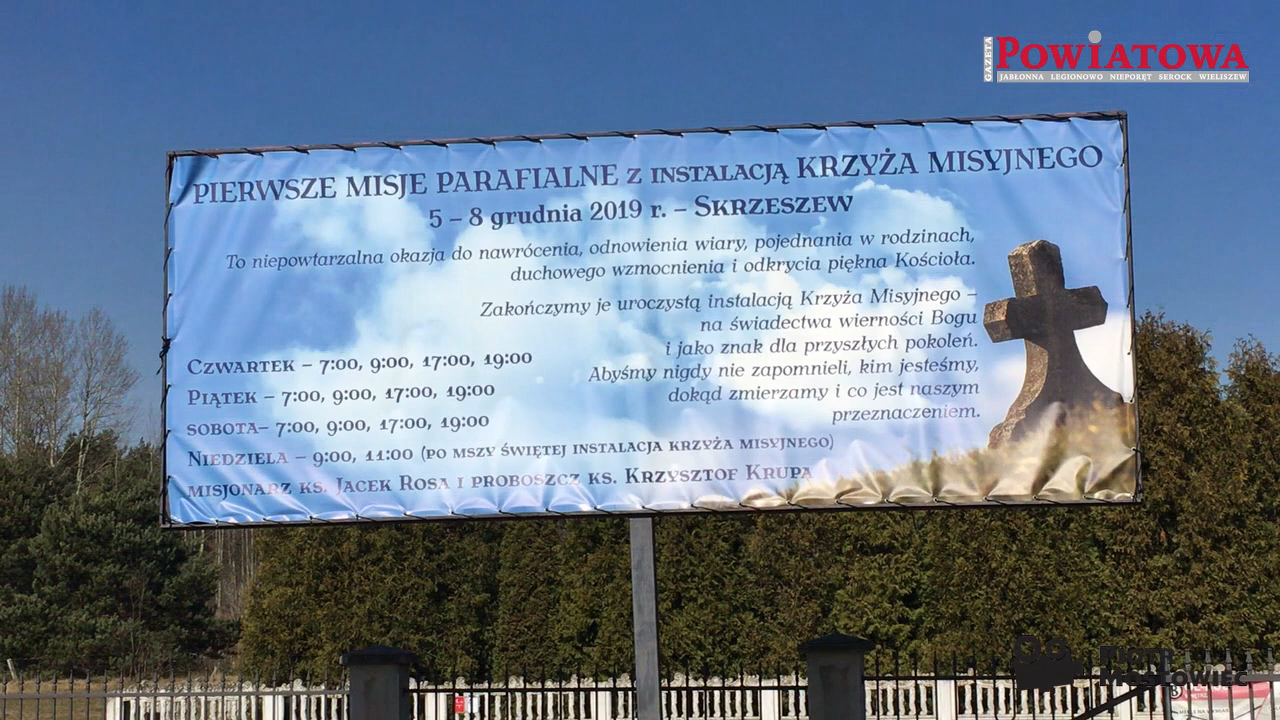 GAZETA POWIATOWA
JABŁONNA LEGIONOWO NIEPORĘT SEROCK WIELISZEW
PIERWSZE MISJE PARAFIALNE Z INSTALACJĄ KRZYŻA MISYJNEGO
5 – 8 grudnia 2019 r. – SKRZESZEW
To niepowtarzalna okazja do nawrócenia, odnowienia wiary, pojednania w rodzinach,
duchowego wzmocnienia i odkrycia piękna Kościoła.
Zakończymy je uroczystą instalacją Krzyża Misyjnego –
na świadectwa wierności Bogu
i jako znak dla przyszłych pokoleń.
Abyśmy nigdy nie zapomnieli, kim jesteśmy,
dokąd zmierzamy i co jest naszym
przeznaczeniem.
CZWARTEK – 7:00, 9:00, 17:00, 19:00
PIĄTEK – 7:00, 9:00, 17:00, 19:00
SOBOTA– 7:00, 9:00, 17:00, 19:00
NIEDZIELA – 9:00, 11:00 (PO MSZY ŚWIĘTEJ INSTALACJA KRZYŻA MISYJNEGO)
MISJONARZ KS. JACEK ROSA I PROBOSZCZ KS. KRZYSZTOF KRUPA